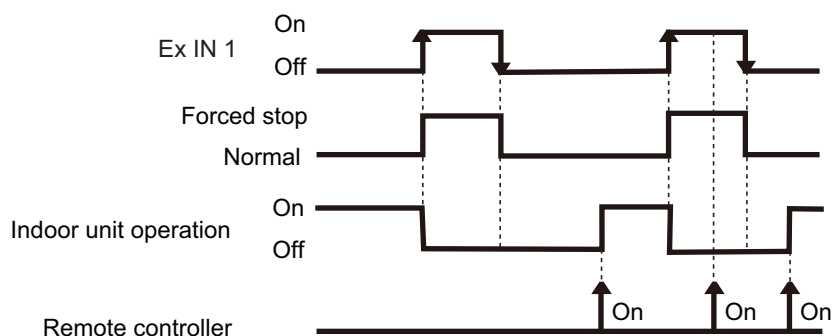 On
Ex IN 1
Off
Forced stop
Normal
On
Indoor unit operation
Off
On On On
Remote controller